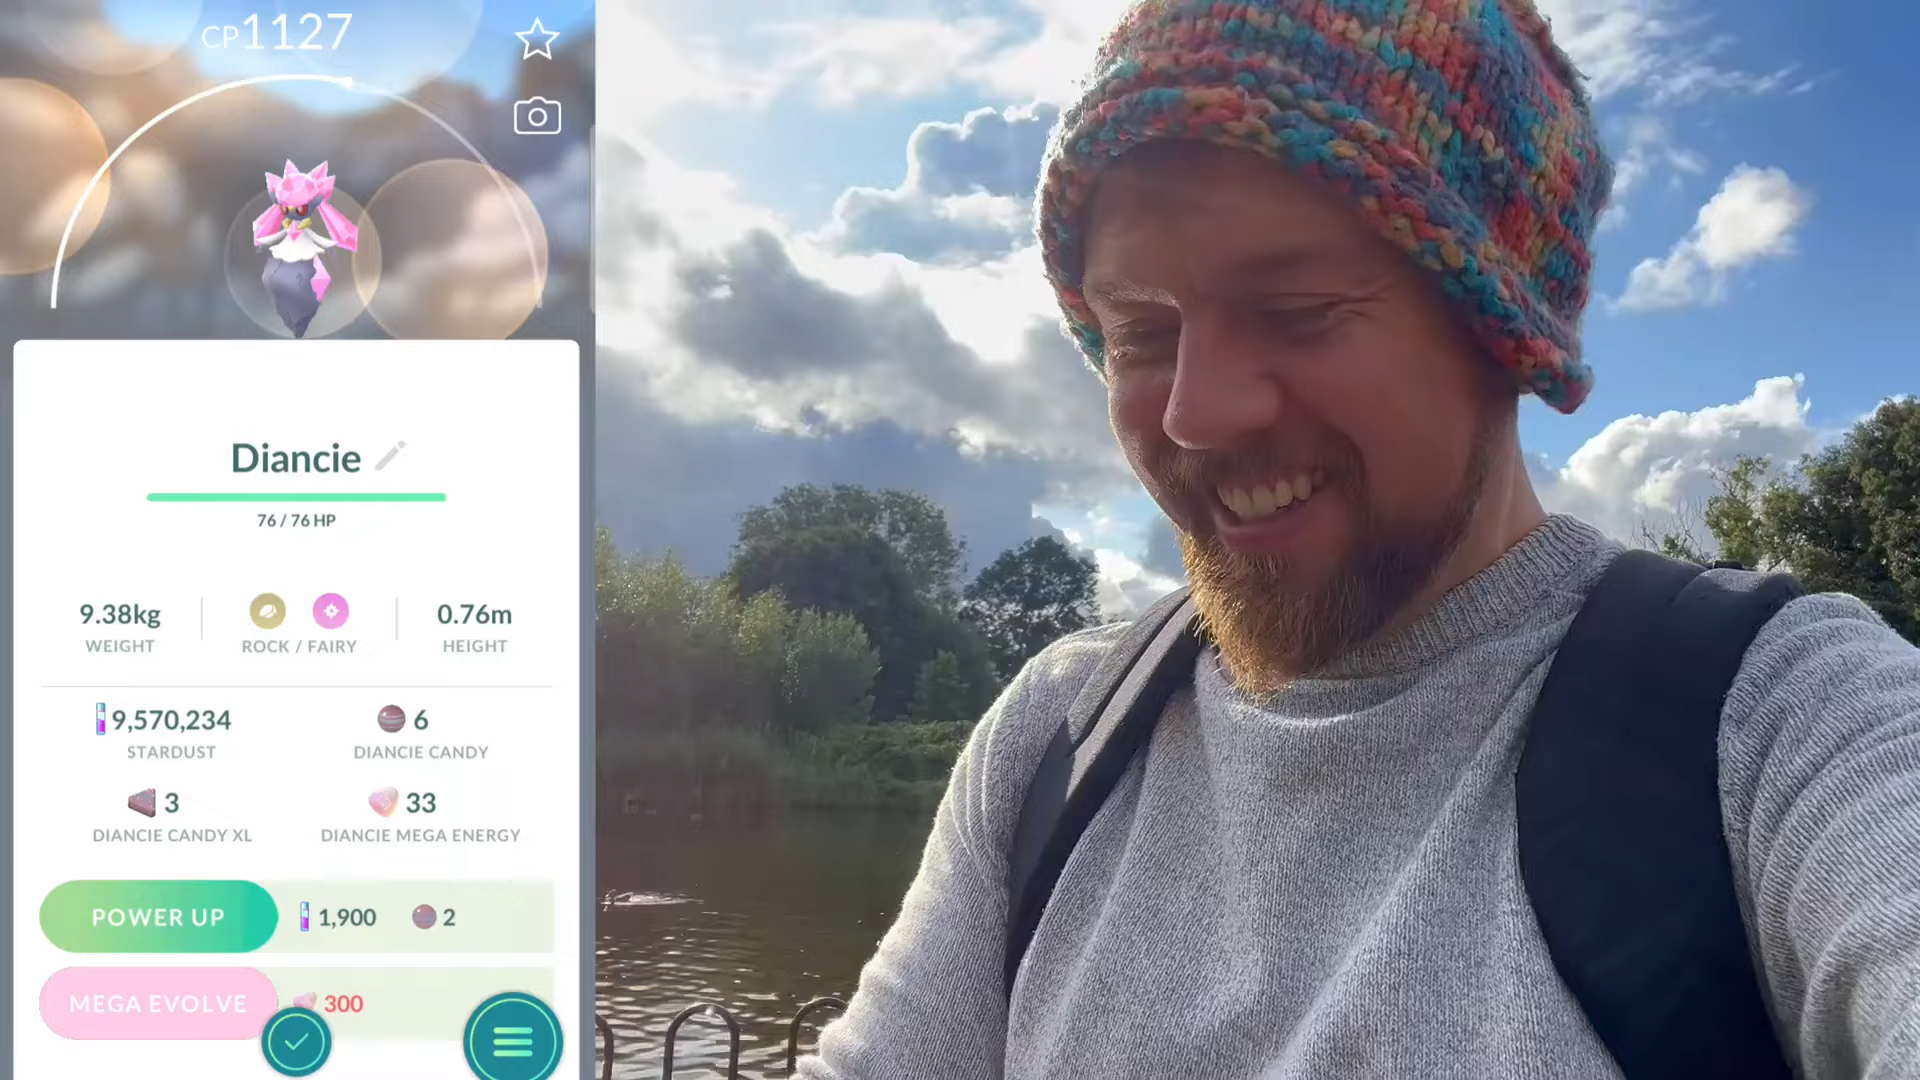 CP1127
Diancie
76 / 76 HP
9.38kg
WEIGHT
ROCK / FAIRY
0.76m
HEIGHT
9,570,234
STARDUST
6
DIANCIE CANDY
3
DIANCIE CANDY XL
33
DIANCIE MEGA ENERGY
POWER UP
1,900
2
MEGA EVOLVE
300